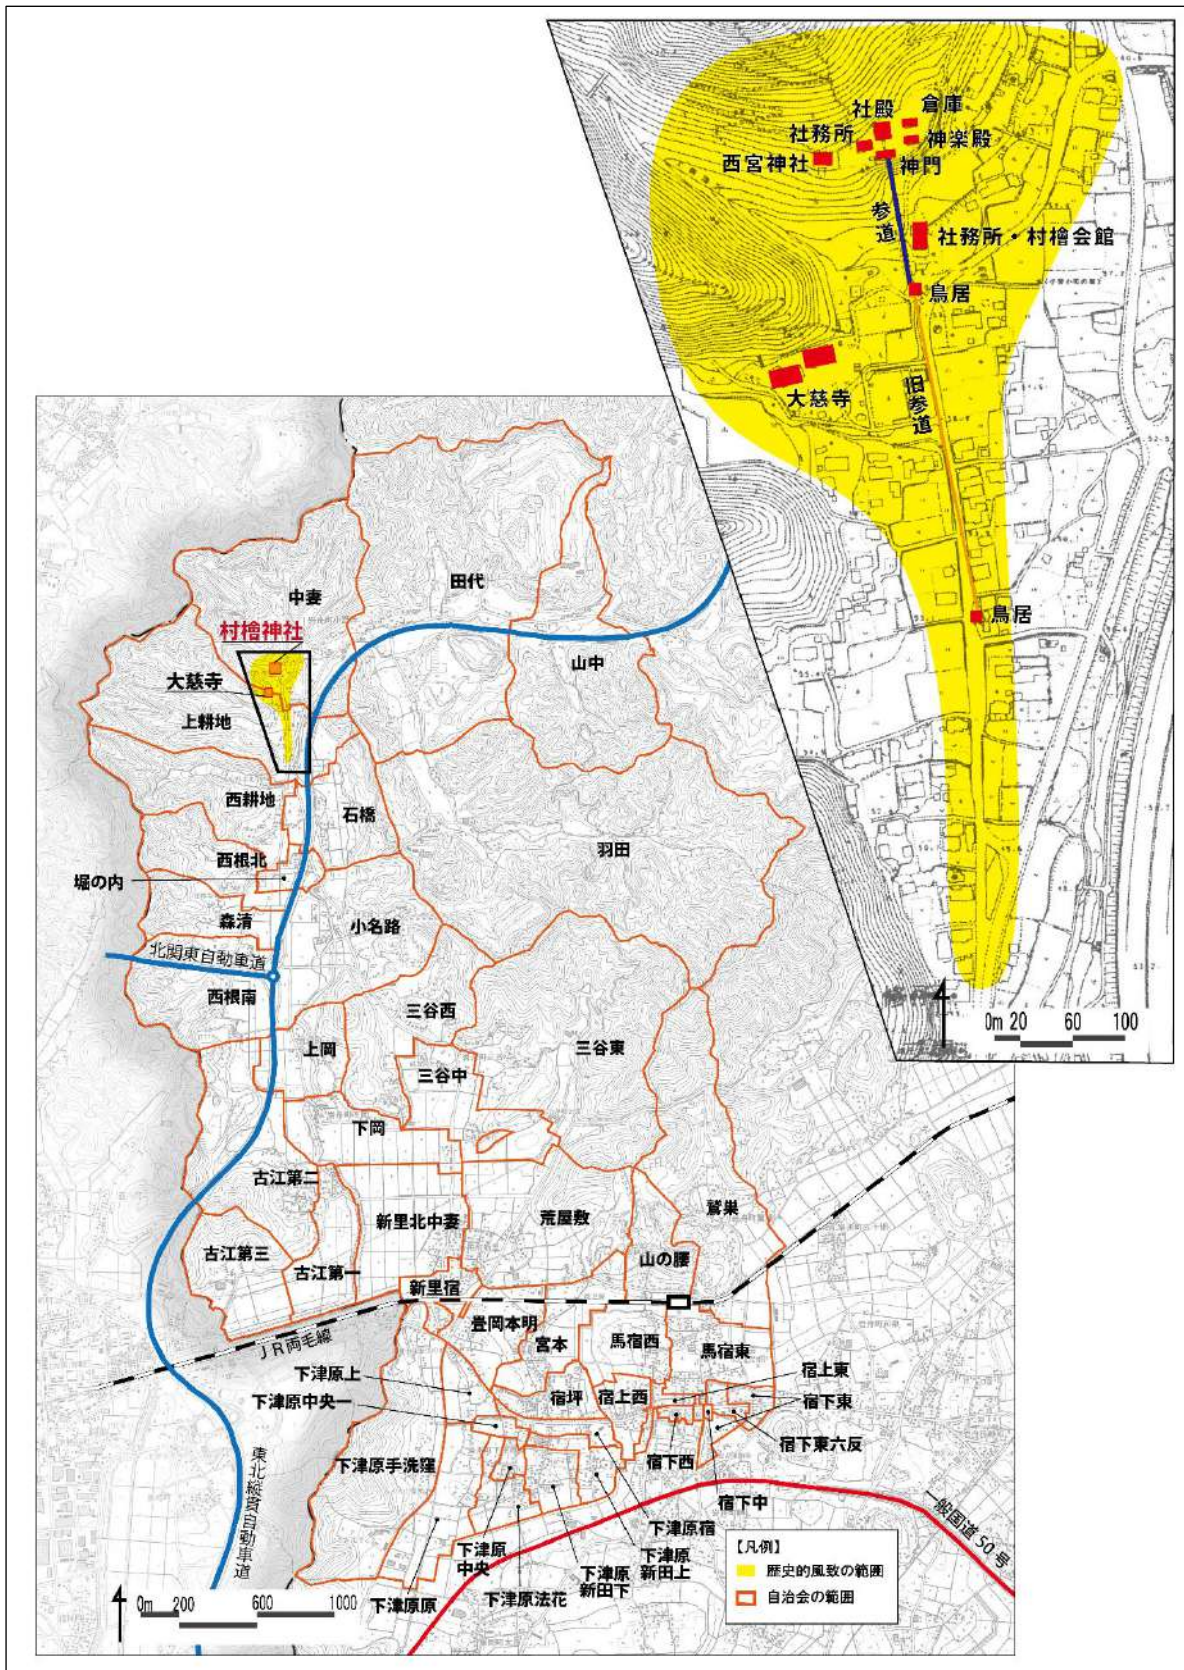 倉庫
社殿
社務所
神楽殿
西宮神社
神門
参道
社務所・村檜会館
鳥居
大慈寺
旧参道
鳥居
0m 20 60 100
田代
中妻
村檜神社
山中
大慈寺
上耕地
西耕地
石橋
羽田
西根北
堀の内
森清
小名路
北関東自動車道
西根南
三谷西
上岡
三谷東
三谷中
下岡
古江第二
鷲巣
新里北中妻
荒屋敷
古江第三
山の腰
古江第一
新里宿
豊岡本明
馬宿西
宮本
馬宿東
JR両毛線
下津原上
宿上東
宿坪
宿上西
下津原中央一
宿下東
宿下東六反
下津原手洗窪
宿下西
宿下中
東北縦貫自動車道
一般国道50号
下津原宿
下津原
中央
下津原
新田上
下津原
新田下
下津原法花
下津原原
【凡例】
歴史的風致の範囲
自治会の範囲
0m 200 600 1000